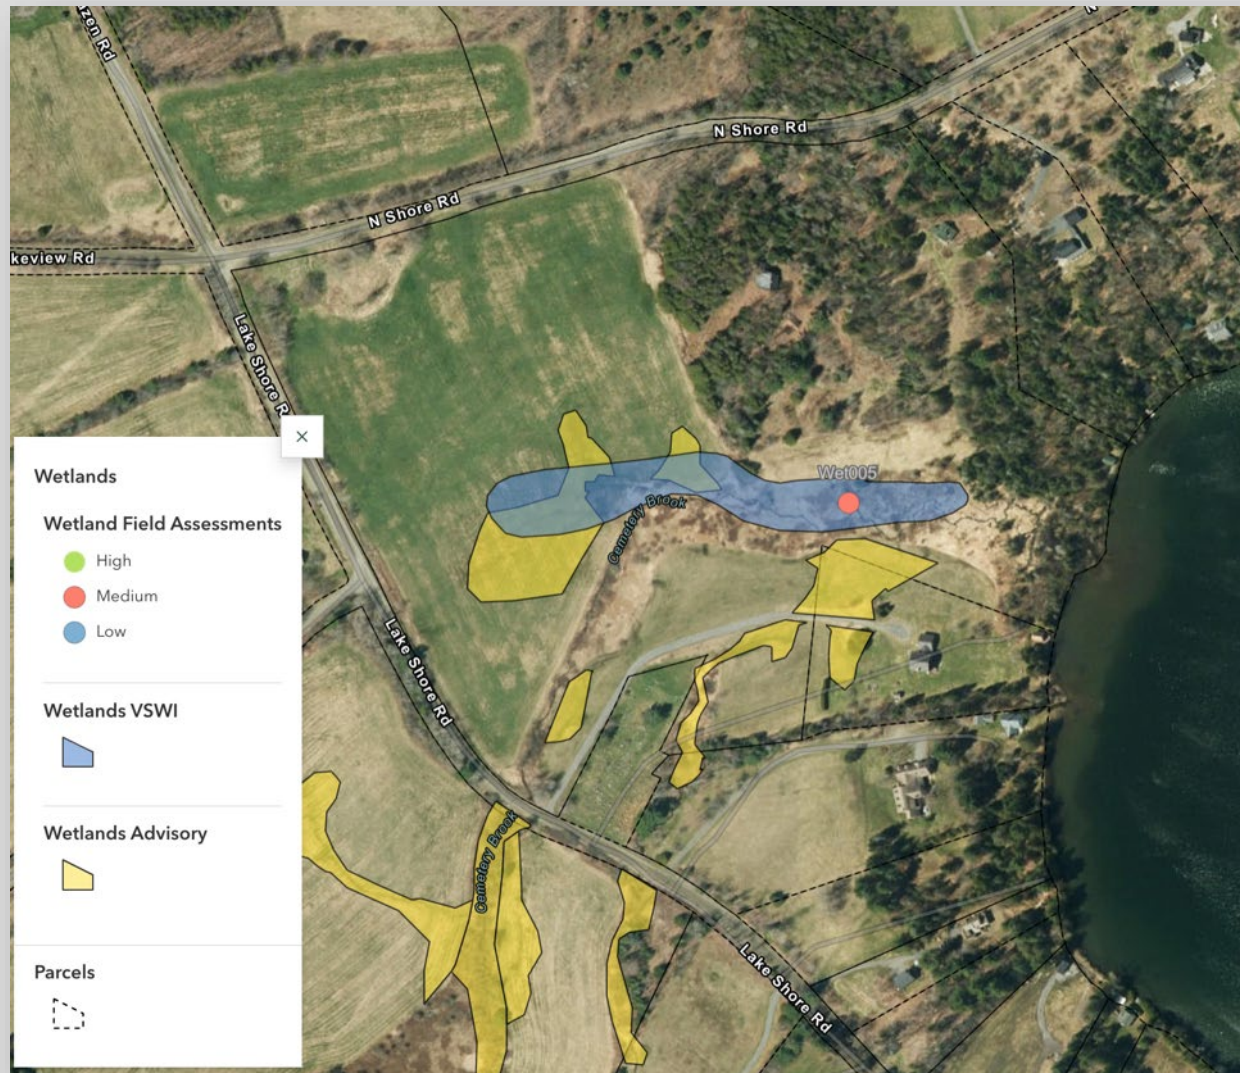 zen Rd
N Shore Rd
N Shore Rd
keview Rd
Lake Shore R
Wet005
Cemetery Brook
Lake Shore Rd
Cemetery Brook
Lake Shore Rd
Wetlands
Wetland Field Assessments
High
Medium
Low
Wetlands VSWI
Wetlands Advisory
Parcels